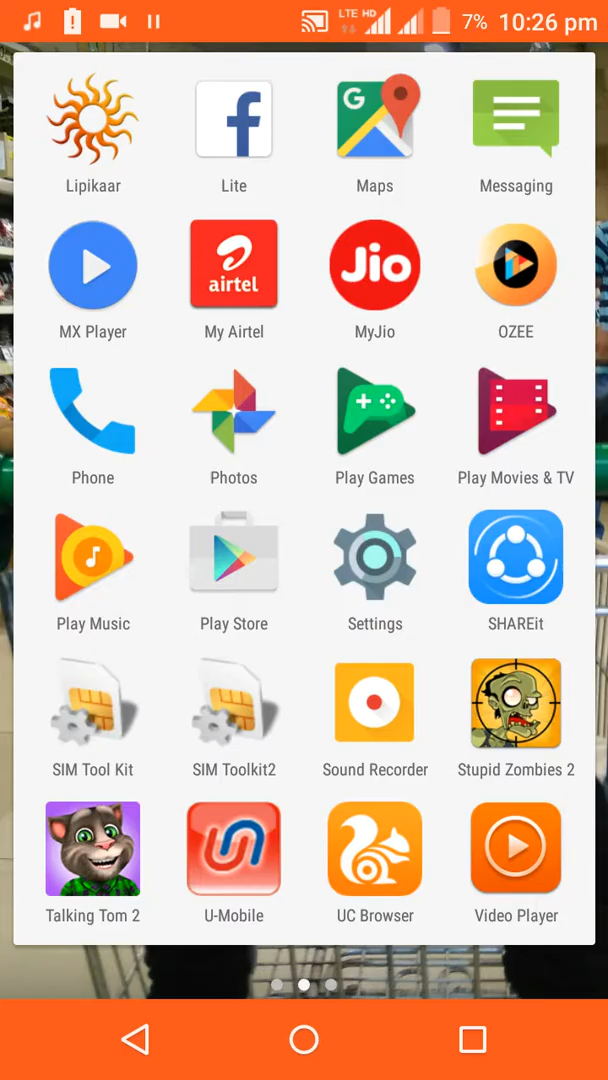 LTE HD 7% 10:26 pm
G
Lipikaar Lite Maps Messaging
airtel Jio
MX Player My Airtel MyJio OZEE
Phone Photos Play Games Play Movies & TV
Play Music Play Store Settings SHAREit
SIM Tool Kit SIM Toolkit2 Sound Recorder Stupid Zombies 2
Talking Tom 2 U-Mobile UC Browser Video Player